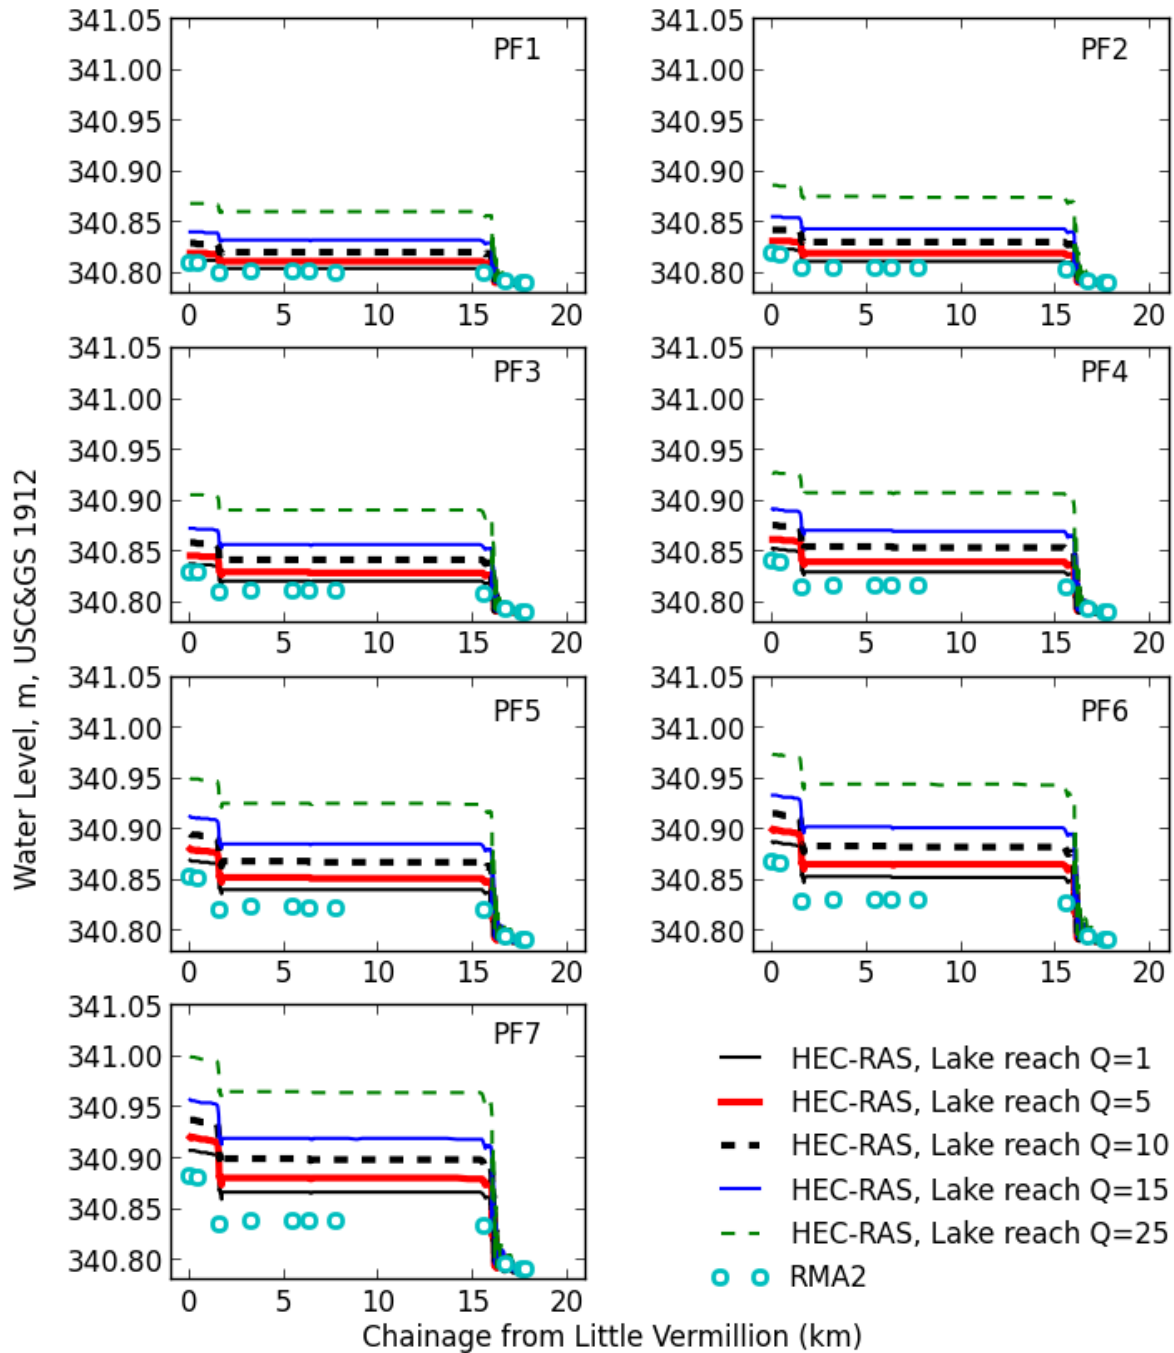 341.05
341.00
340.95
340.90
340.85
340.80
0 5 10 15 20
PF1
341.05
341.00
340.95
340.90
340.85
340.80
0 5 10 15 20
PF2
341.05
341.00
340.95
340.90
340.85
340.80
0 5 10 15 20
PF3
341.05
341.00
340.95
340.90
340.85
340.80
0 5 10 15 20
PF4
341.05
341.00
340.95
340.90
340.85
340.80
0 5 10 15 20
PF5
341.05
341.00
340.95
340.90
340.85
340.80
0 5 10 15 20
PF6
341.05
341.00
340.95
340.90
340.85
340.80
0 5 10 15 20
PF7
Water Level, m, USC&GS 1912
Chainage from Little Vermillion (km)
HEC-RAS, Lake reach Q=1
HEC-RAS, Lake reach Q=5
HEC-RAS, Lake reach Q=10
HEC-RAS, Lake reach Q=15
HEC-RAS, Lake reach Q=25
RMA2